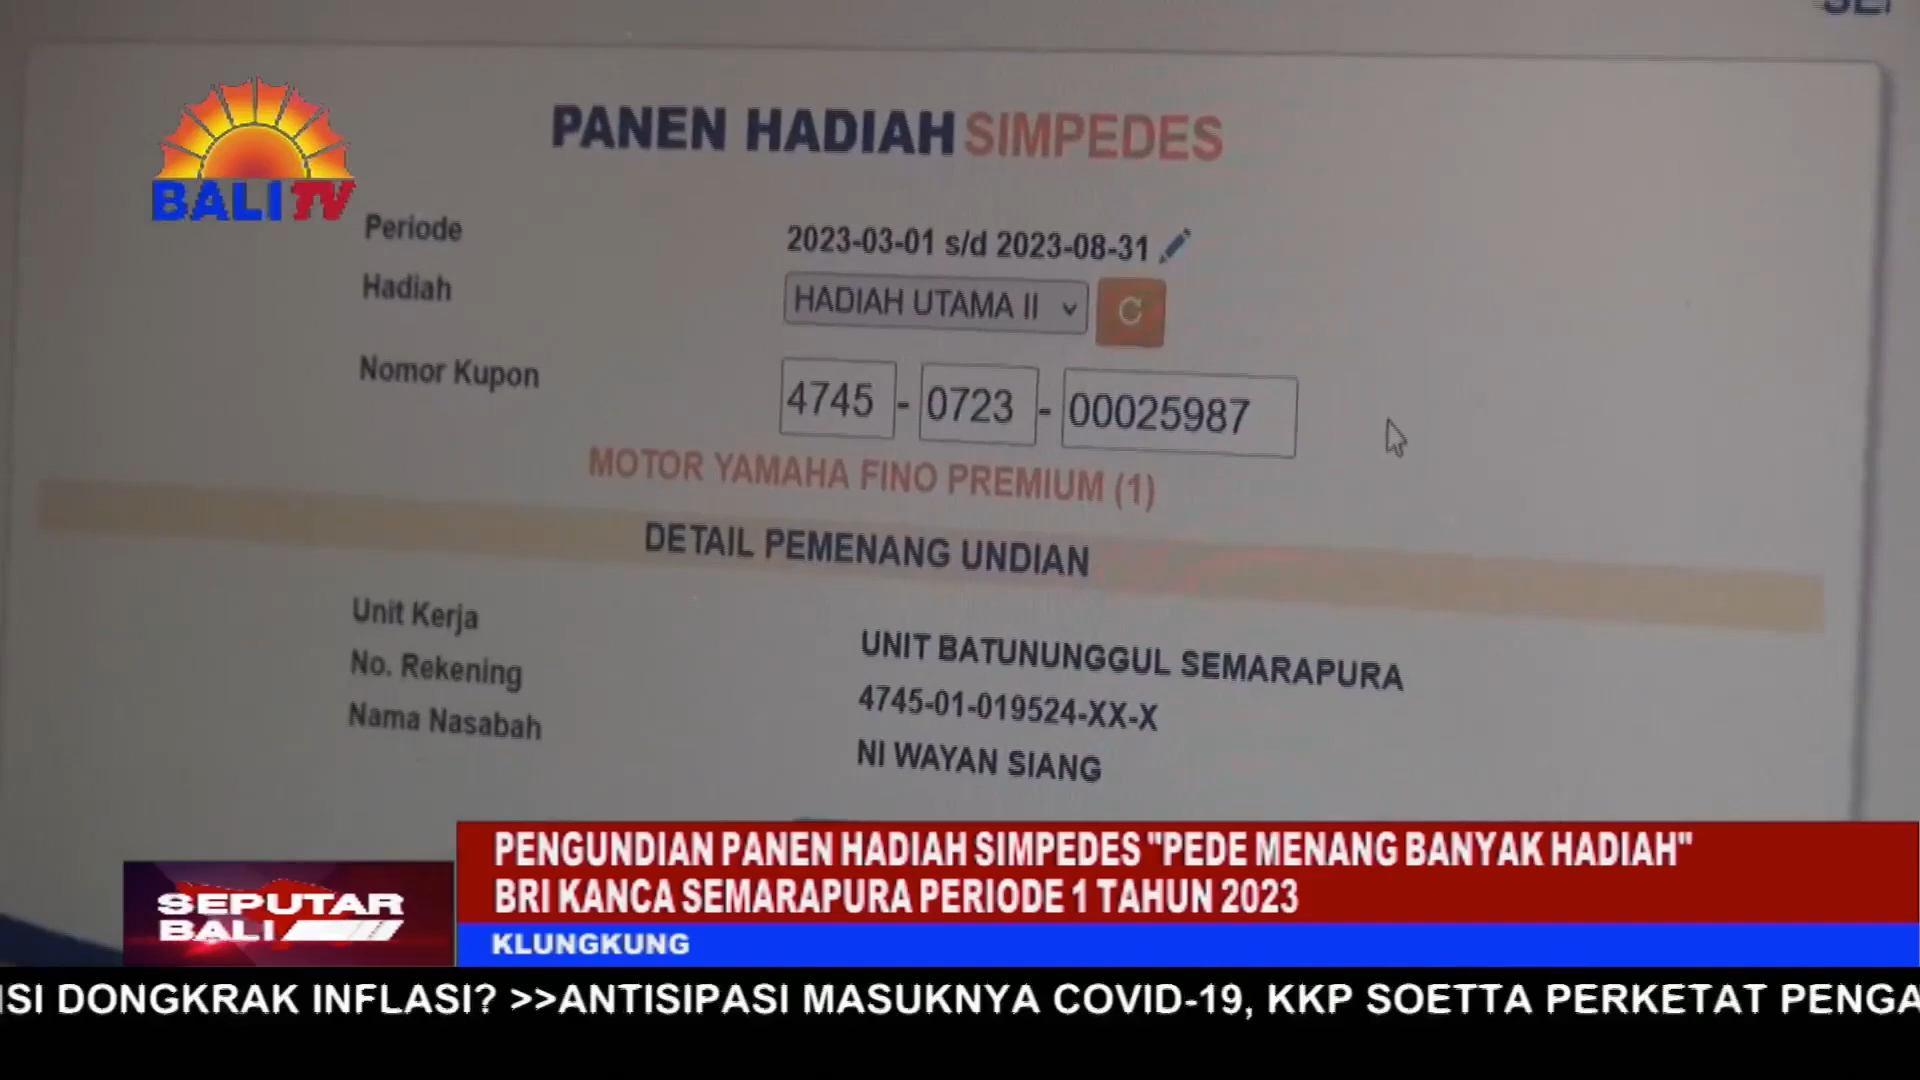 PANEN HADIAH SIMPEDES
BALI TV
Periode 2023-03-01 s/d 2023-08-31
Hadiah HADIAH UTAMA II
Nomor Kupon 4745 - 0723 - 00025987
MOTOR YAMAHA FINO PREMIUM (1)
DETAIL PEMENANG UNDIAN
Unit Kerja UNIT BATUNUNGGUL SEMARAPURA
No. Rekening 4745-01-019524-XX-X
Nama Nasabah NI WAYAN SIANG
PENGUNDIAN PANEN HADIAH SIMPEDES "PEDE MENANG BANYAK HADIAH"
BRI KANCA SEMARAPURA PERIODE 1 TAHUN 2023
SEPUTAR
BALI
KLUNGKUNG
ISI DONGKRAK INFLASI? >>ANTISIPASI MASUKNYA COVID-19, KKP SOETTA PERKETAT PENGA